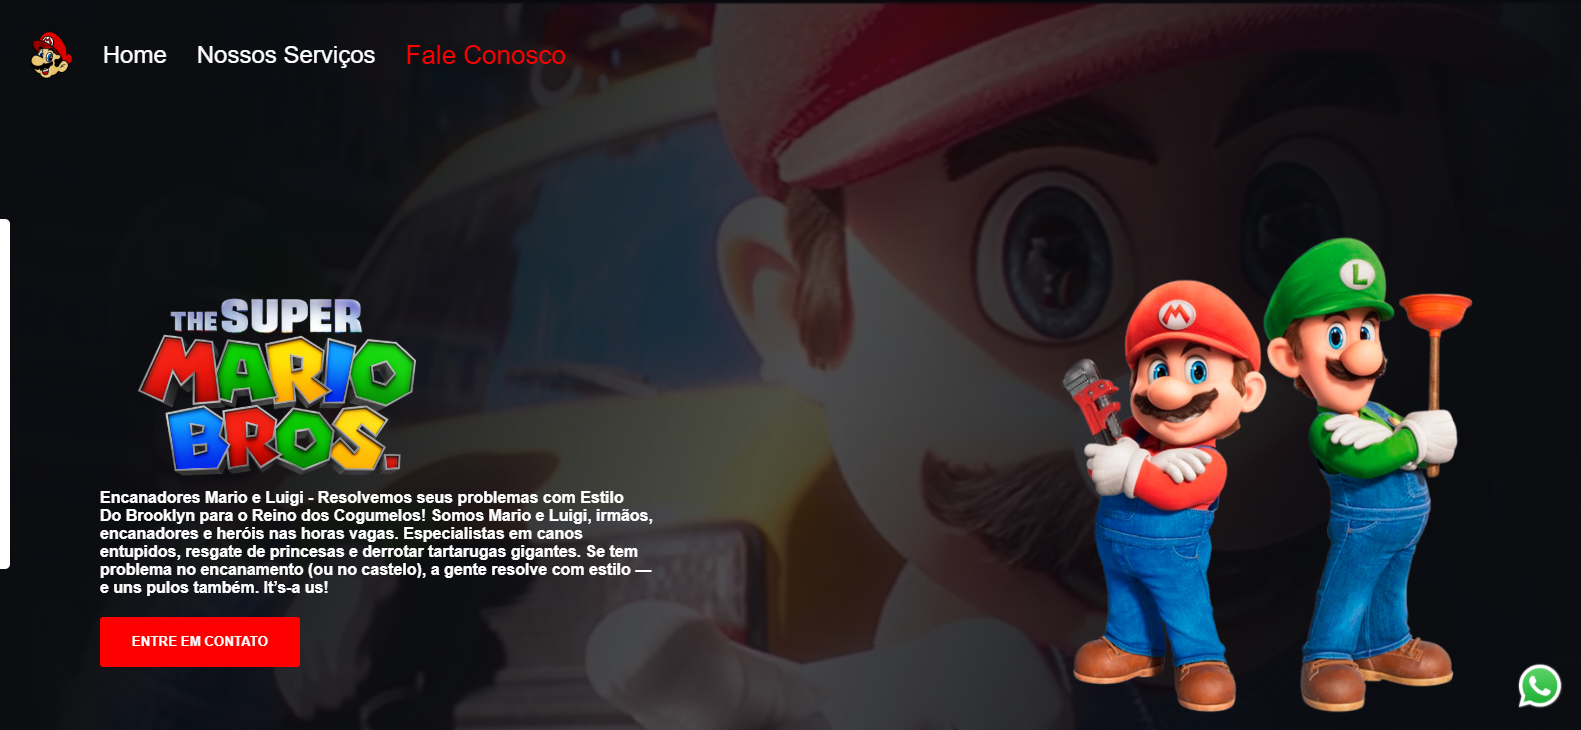 Home Nossos Serviços Fale Conosco
THE SUPER
MARIO
BROS.
M
L
Encanadores Mario e Luigi - Resolvemos seus problemas com Estilo
Do Brooklyn para o Reino dos Cogumelos! Somos Mario e Luigi, irmãos,
encanadores e heróis nas horas vagas. Especialistas em canos
entupidos, resgate de princesas e derrotar tartarugas gigantes. Se tem
problema no encanamento (ou no castelo), a gente resolve com estilo —
e uns pulos também. It’s-a us!
ENTRE EM CONTATO